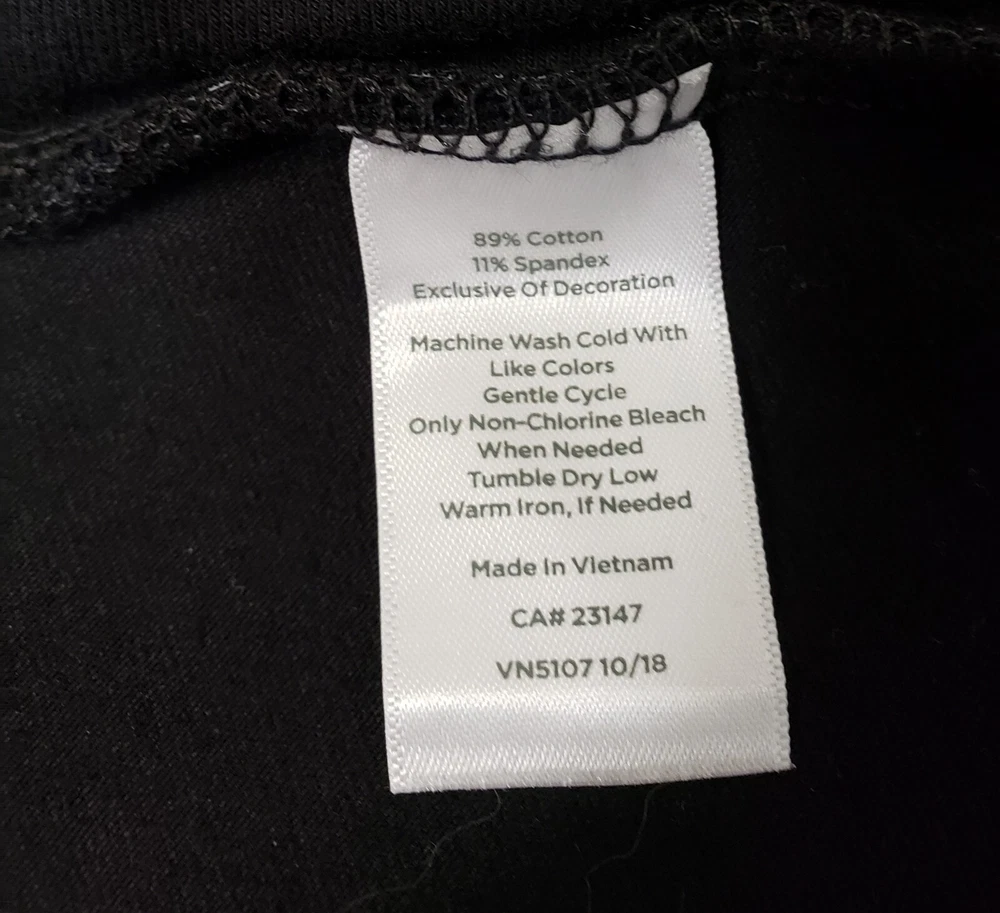 89% Cotton
11% Spandex
Exclusive Of Decoration
Machine Wash Cold With
Like Colors
Gentle Cycle
Only Non-Chlorine Bleach
When Needed
Tumble Dry Low
Warm Iron, If Needed
Made In Vietnam
CA# 23147
VN5107 10/18